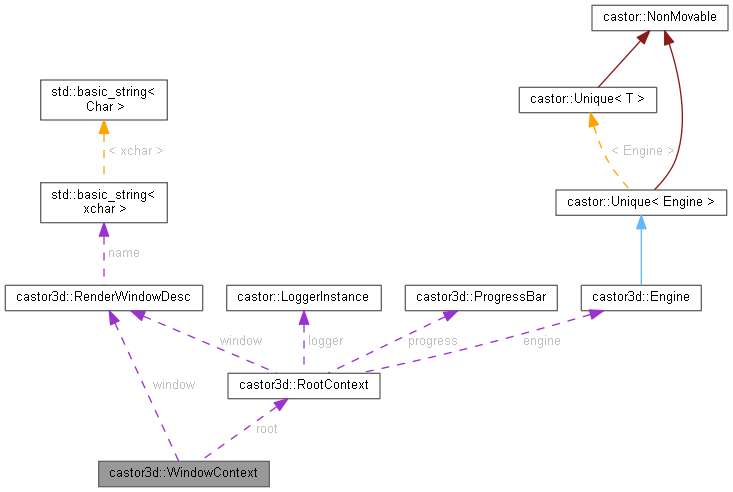 castor::NonMovable
std::basic_string<
Char >
castor::Unique< T >
< xchar >
< Engine >
std::basic_string<
xchar >
castor::Unique< Engine >
name
castor3d::RenderWindowDesc
castor::LoggerInstance
castor3d::ProgressBar
castor3d::Engine
window
logger
progress
engine
window
castor3d::RootContext
root
castor3d::WindowContext